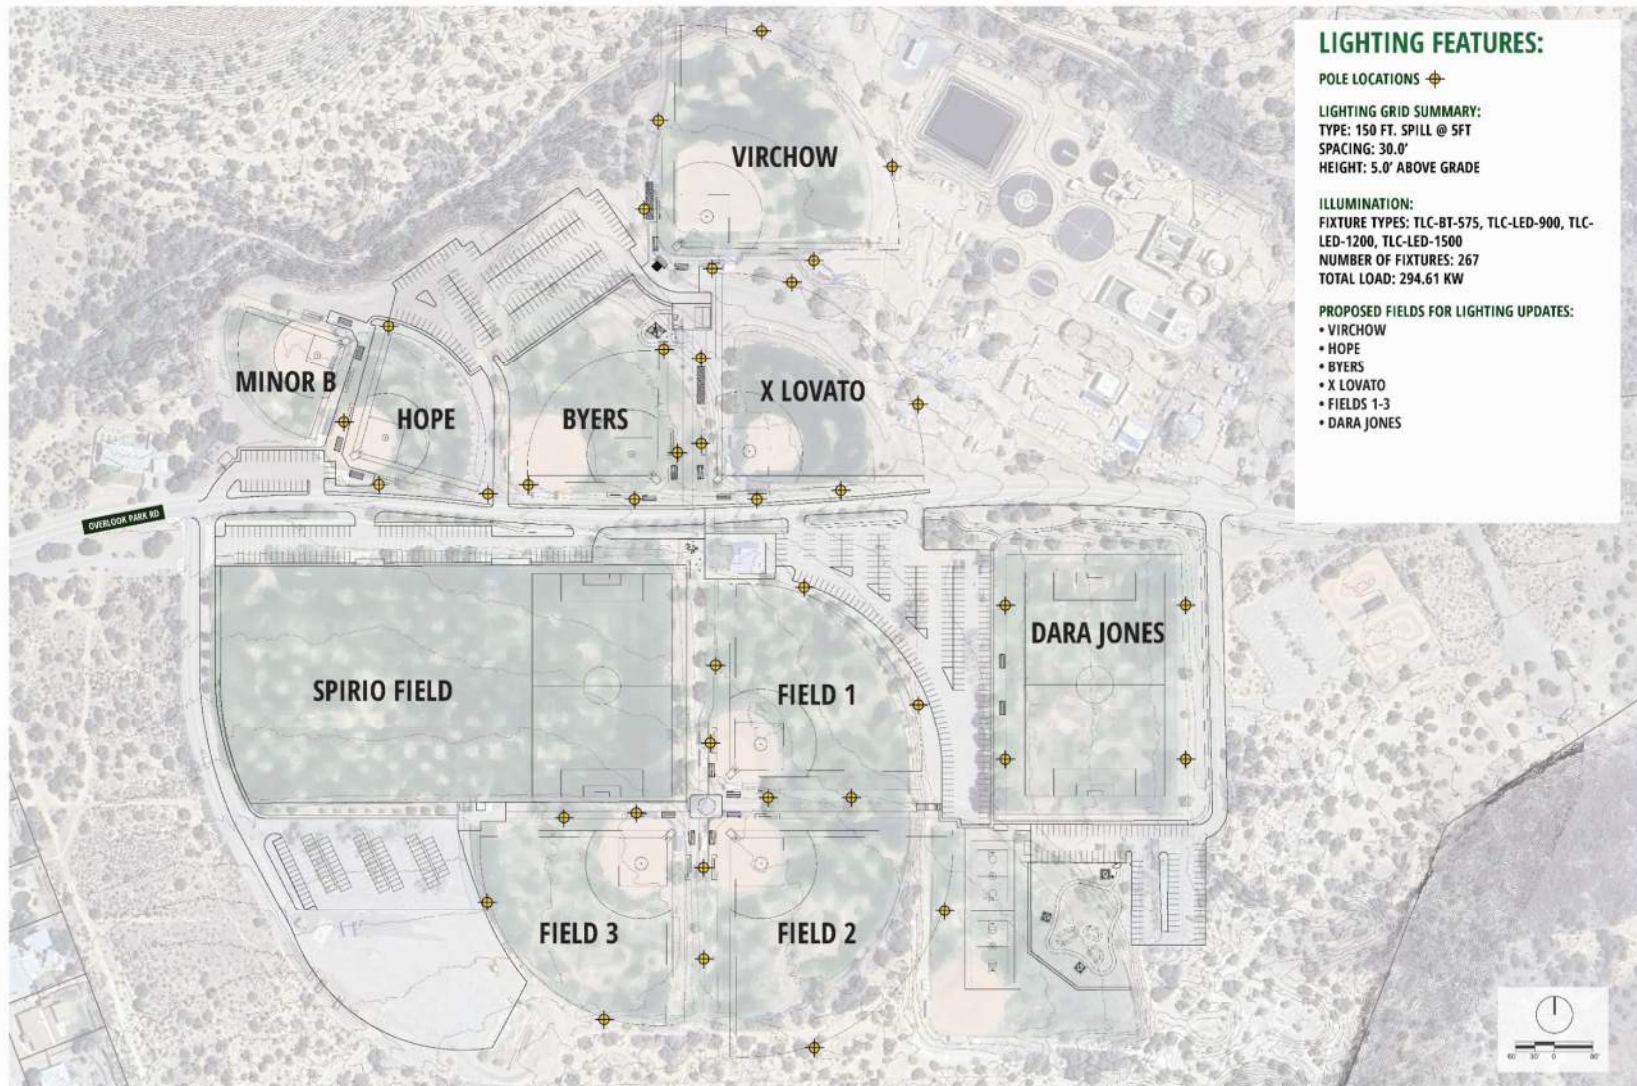 LIGHTING FEATURES:
POLE LOCATIONS
LIGHTING GRID SUMMARY:
TYPE: 150 FT. SPILL @ 5FT
SPACING: 30.0'
HEIGHT: 5.0' ABOVE GRADE
ILLUMINATION:
FIXTURE TYPES: TLC-BT-575, TLC-LED-900, TLC-
LED-1200, TLC-LED-1500
NUMBER OF FIXTURES: 267
TOTAL LOAD: 294.61 KW
PROPOSED FIELDS FOR LIGHTING UPDATES:
• VIRCHOW
• HOPE
• BYERS
• X LOVATO
• FIELDS 1-3
• DARA JONES
VIRCHOW
MINOR B
HOPE
BYERS
X LOVATO
OVERLOOK PARK RD
DARA JONES
SPIRIO FIELD
FIELD 1
FIELD 3
FIELD 2
60' 30' 0 60'